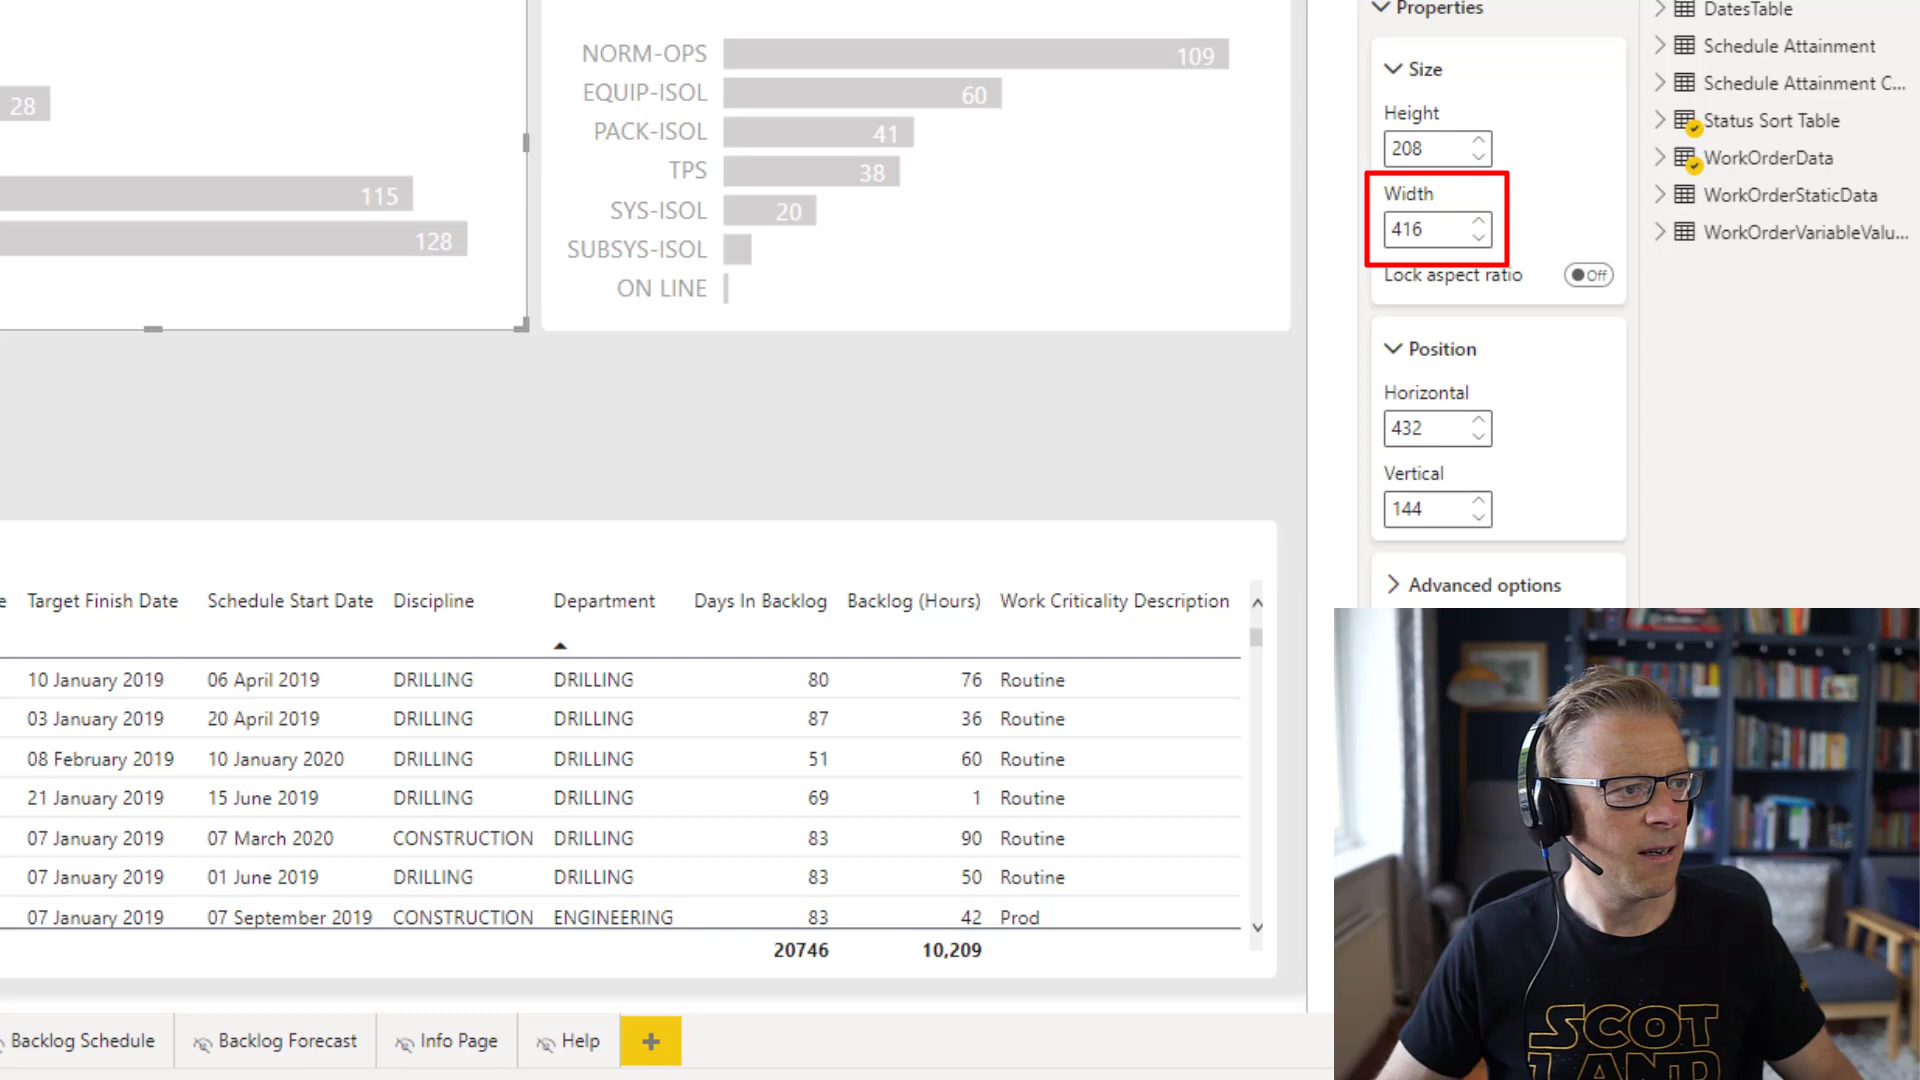 28
115
128
NORM-OPS 109
EQUIP-ISOL 60
PACK-ISOL 41
TPS 38
SYS-ISOL 20
SUBSYS-ISOL
ON LINE
Properties
Size
Height
208
Width
416
Lock aspect ratio Off
Position
Horizontal
432
Vertical
144
Advanced options
DatesTable
Schedule Attainment
Schedule Attainment C...
Status Sort Table
WorkOrderData
WorkOrderStaticData
WorkOrderVariableValu...
e Target Finish Date Schedule Start Date Discipline Department Days In Backlog Backlog (Hours) Work Criticality Description
10 January 2019 06 April 2019 DRILLING DRILLING 80 76 Routine
03 January 2019 20 April 2019 DRILLING DRILLING 87 36 Routine
08 February 2019 10 January 2020 DRILLING DRILLING 51 60 Routine
21 January 2019 15 June 2019 DRILLING DRILLING 69 1 Routine
07 January 2019 07 March 2020 CONSTRUCTION DRILLING 83 90 Routine
07 January 2019 01 June 2019 DRILLING DRILLING 83 50 Routine
07 January 2019 07 September 2019 CONSTRUCTION ENGINEERING 83 42 Prod
20746 10,209
Backlog Schedule Backlog Forecast Info Page Help +
SCOT
LAND